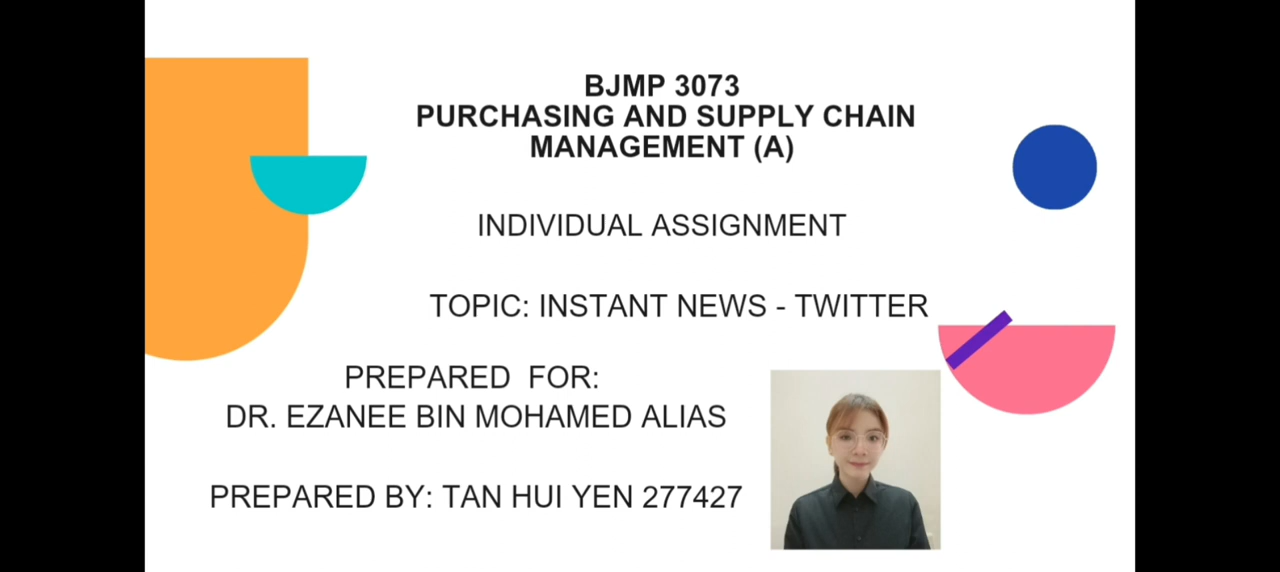 BJMP 3073
PURCHASING AND SUPPLY CHAIN
MANAGEMENT (A)
INDIVIDUAL ASSIGNMENT
TOPIC: INSTANT NEWS - TWITTER
PREPARED FOR:
DR. EZANEE BIN MOHAMED ALIAS
PREPARED BY: TAN HUI YEN 277427